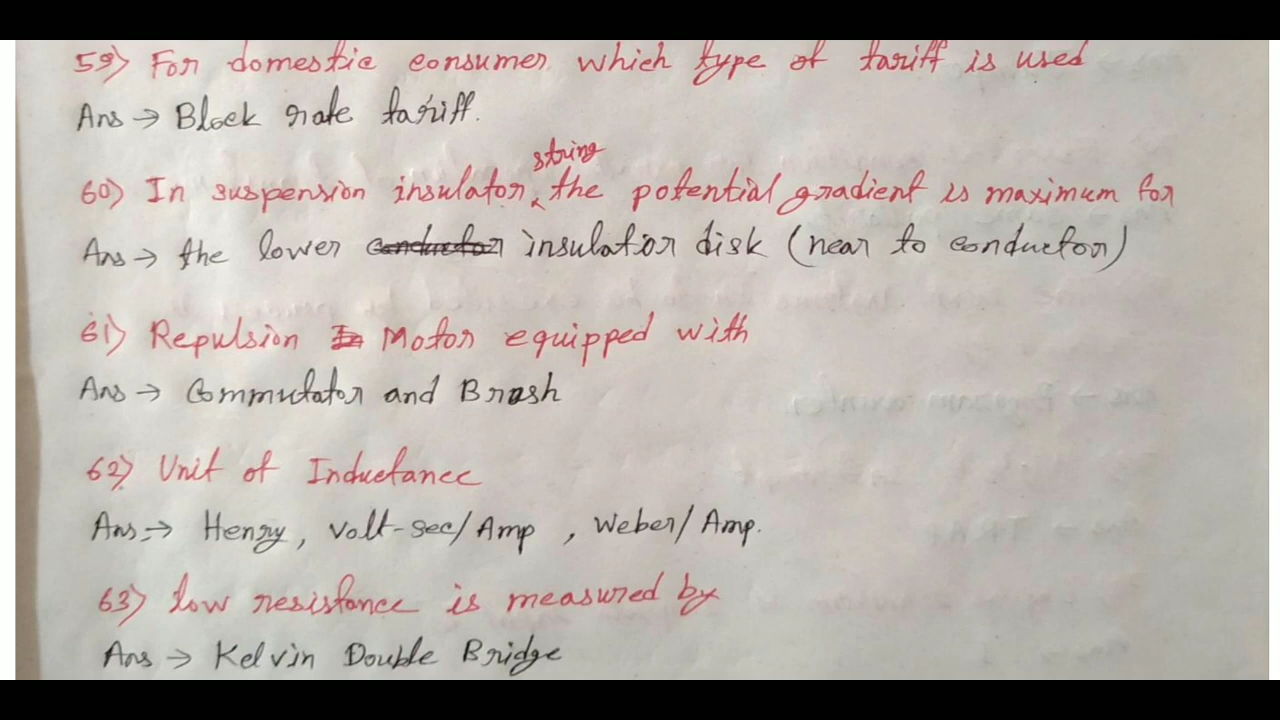 59) For domestic consumer which type of tariff is used
Ans → Block rate tariff.
string
60) In suspension insulator, the potential gradient is maximum for
Ans → the lower conductor insulator disk (near to conductor)
61) Repulsion In Motor equipped with
Ans → Commutator and Brush
62) Unit of Inductance
Ans → Henry, Volt-sec/Amp, Weber/Amp.
63) low resistance is measured by
Ans → Kelvin Double Bridge